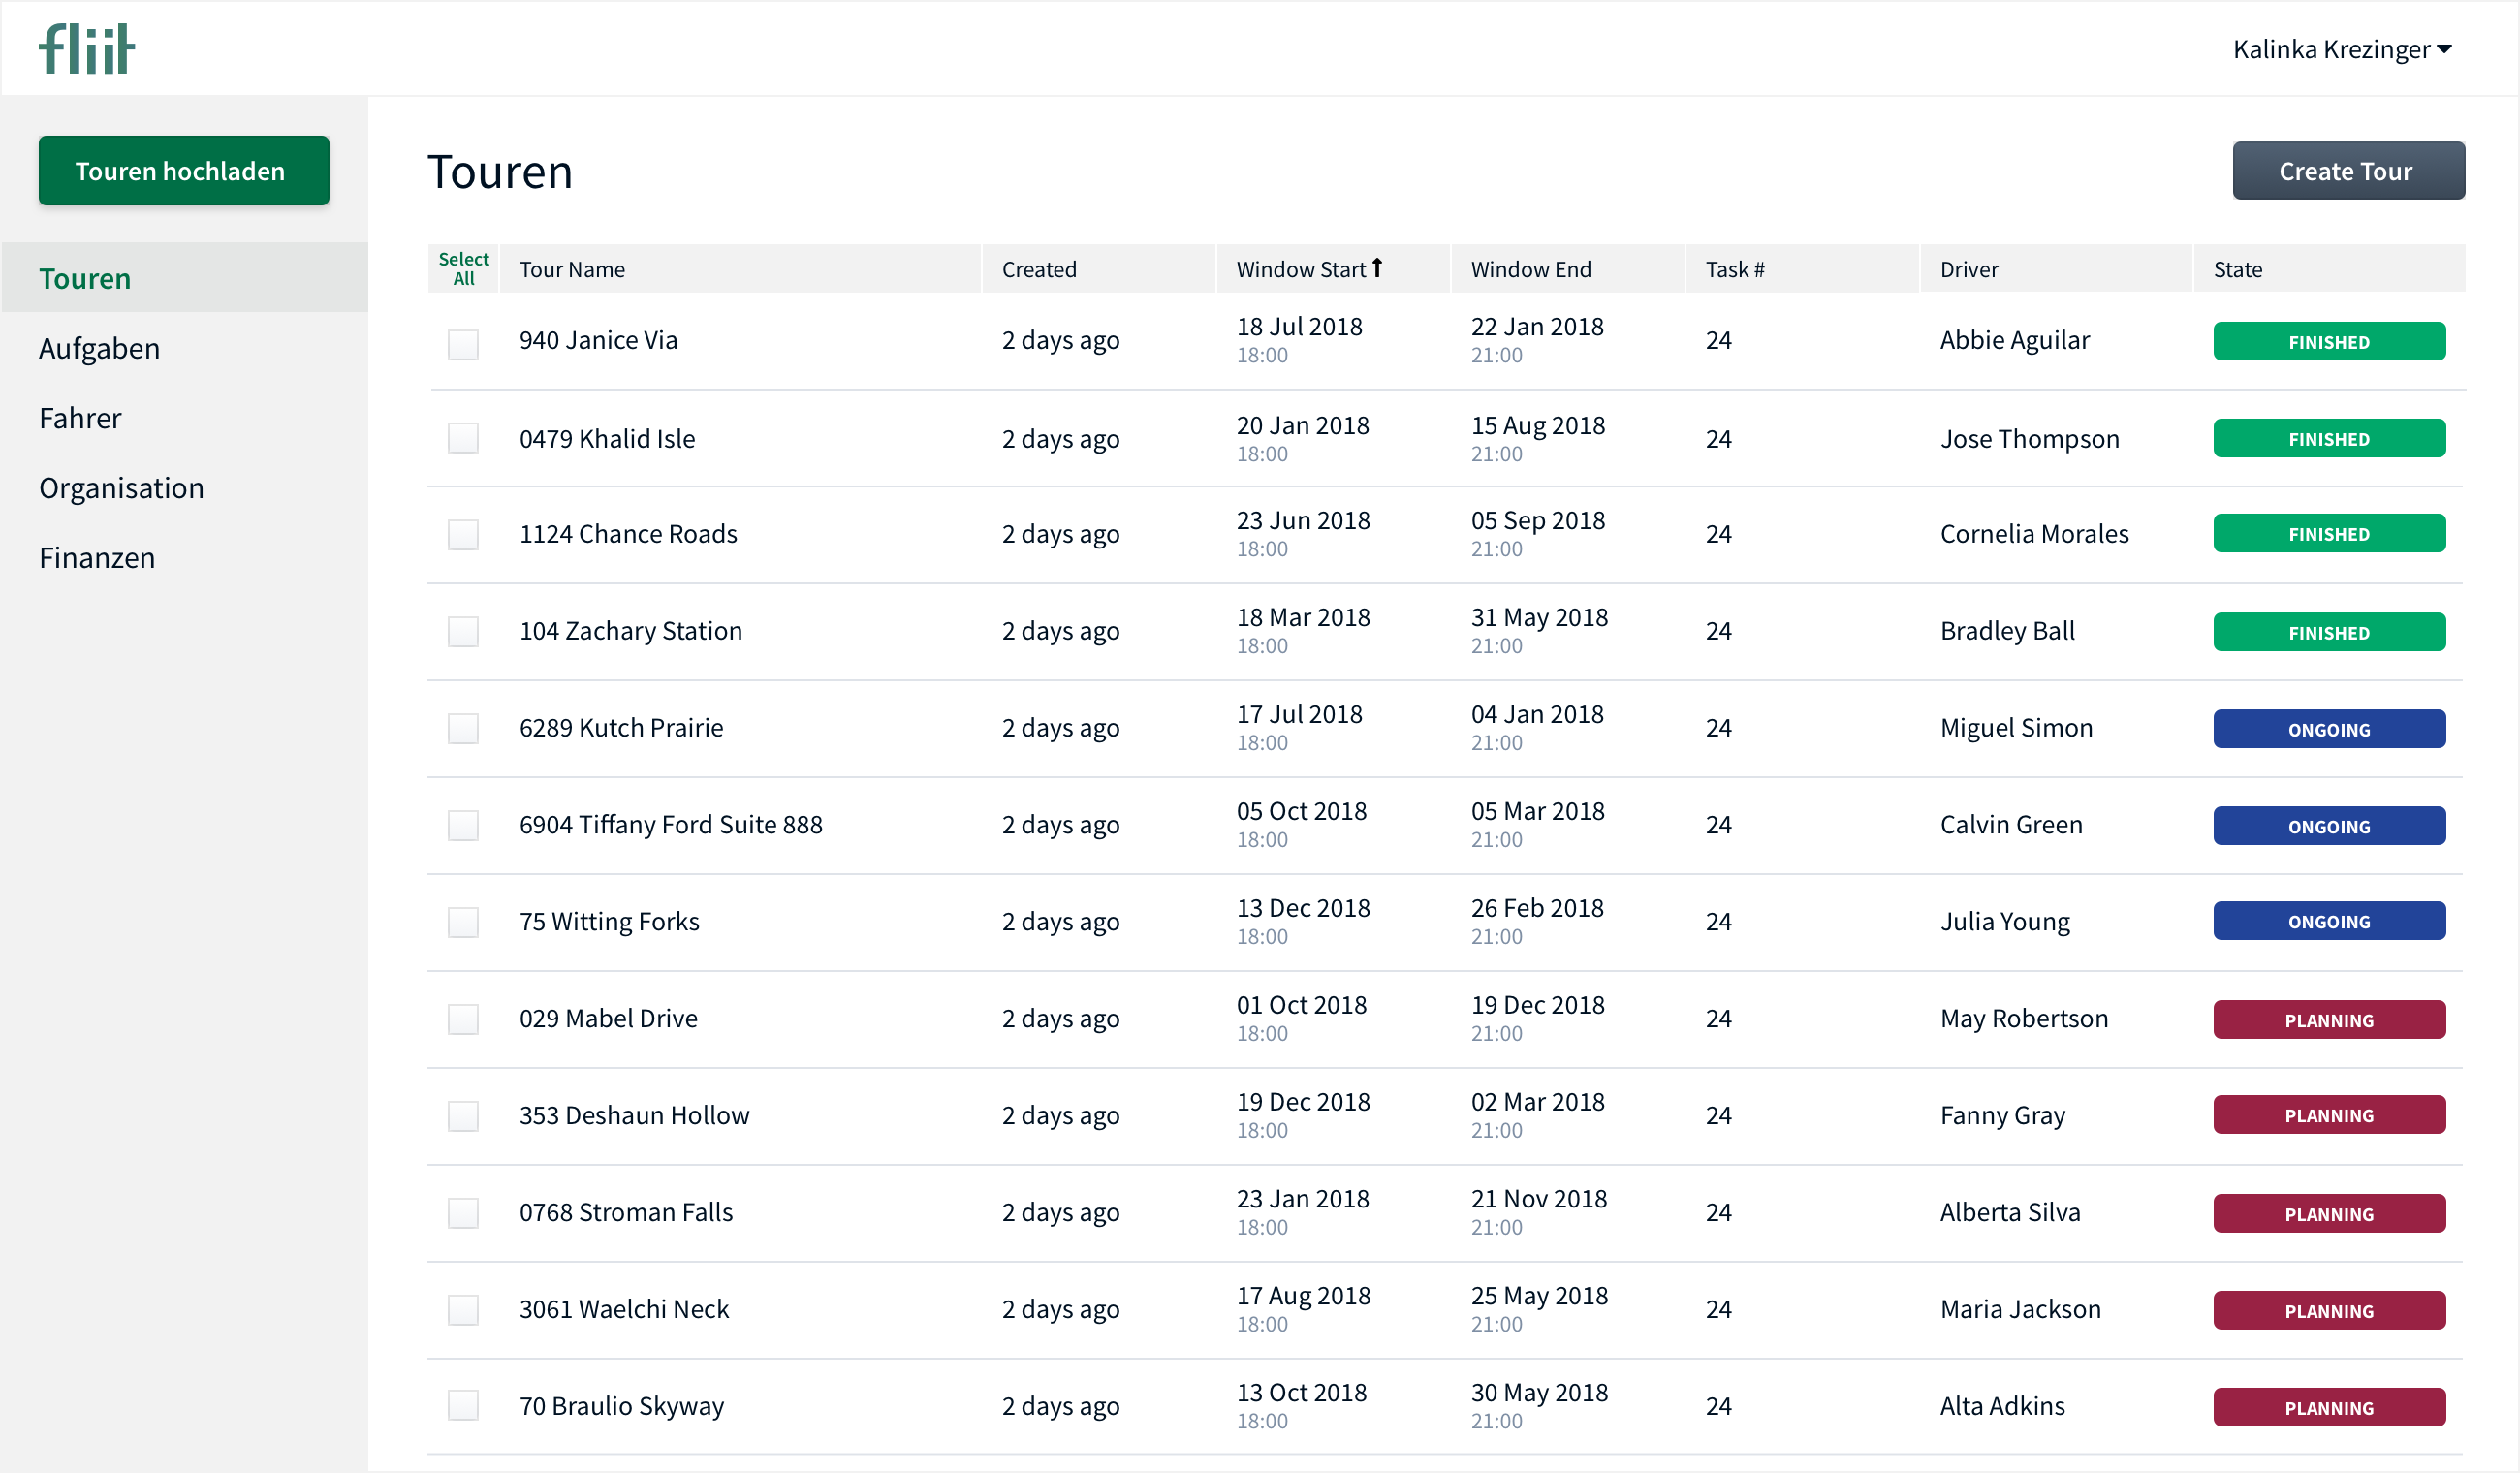 fliit
Kalinka Krezinger
Touren hochladen
Touren
Aufgaben
Fahrer
Organisation
Finanzen
Touren
Create Tour
Select All
Tour Name
Created
Window Start
Window End
Task #
Driver
State
940 Janice Via
2 days ago
18 Jul 2018
18:00
22 Jan 2018
21:00
24
Abbie Aguilar
FINISHED
0479 Khalid Isle
2 days ago
20 Jan 2018
18:00
15 Aug 2018
21:00
24
Jose Thompson
FINISHED
1124 Chance Roads
2 days ago
23 Jun 2018
18:00
05 Sep 2018
21:00
24
Cornelia Morales
FINISHED
104 Zachary Station
2 days ago
18 Mar 2018
18:00
31 May 2018
21:00
24
Bradley Ball
FINISHED
6289 Kutch Prairie
2 days ago
17 Jul 2018
18:00
04 Jan 2018
21:00
24
Miguel Simon
ONGOING
6904 Tiffany Ford Suite 888
2 days ago
05 Oct 2018
18:00
05 Mar 2018
21:00
24
Calvin Green
ONGOING
75 Witting Forks
2 days ago
13 Dec 2018
18:00
26 Feb 2018
21:00
24
Julia Young
ONGOING
029 Mabel Drive
2 days ago
01 Oct 2018
18:00
19 Dec 2018
21:00
24
May Robertson
PLANNING
353 Deshaun Hollow
2 days ago
19 Dec 2018
18:00
02 Mar 2018
21:00
24
Fanny Gray
PLANNING
0768 Stroman Falls
2 days ago
23 Jan 2018
18:00
21 Nov 2018
21:00
24
Alberta Silva
PLANNING
3061 Waelchi Neck
2 days ago
17 Aug 2018
18:00
25 May 2018
21:00
24
Maria Jackson
PLANNING
70 Braulio Skyway
2 days ago
13 Oct 2018
18:00
30 May 2018
21:00
24
Alta Adkins
PLANNING